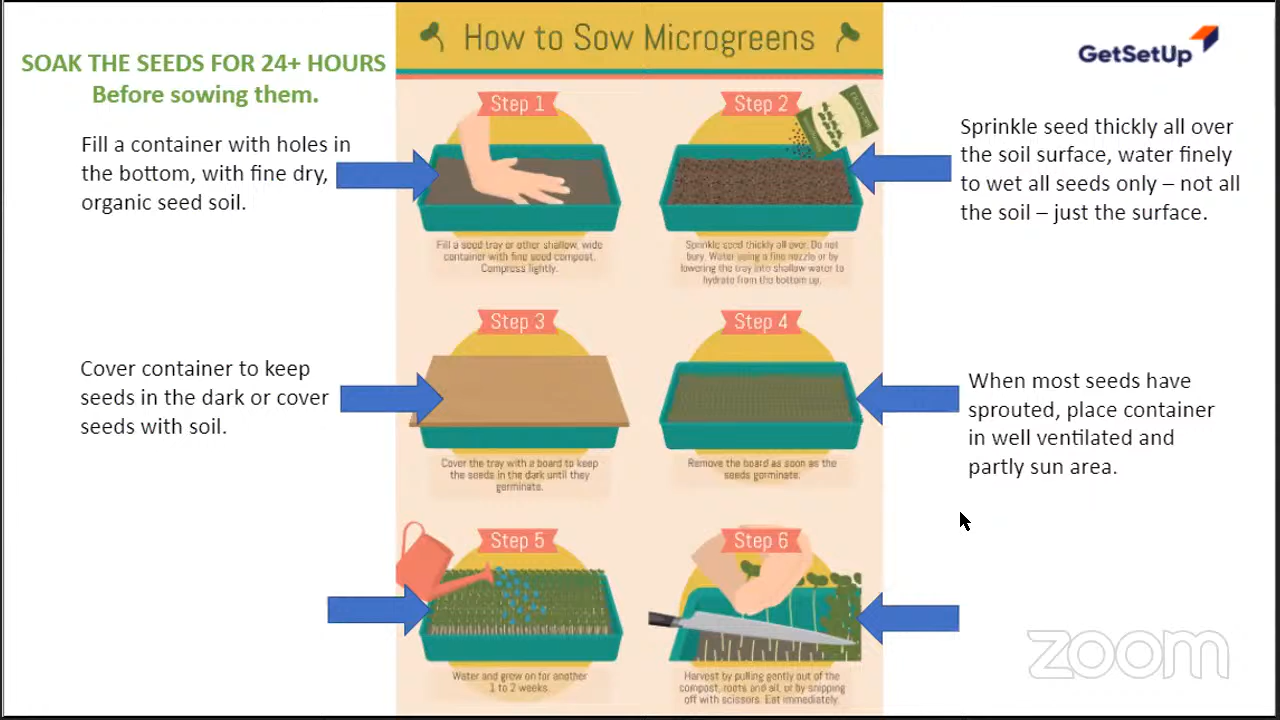 SOAK THE SEEDS FOR 24+ HOURS
Before sowing them.
Fill a container with holes in
the bottom, with fine dry,
organic seed soil.
Cover container to keep
seeds in the dark or cover
seeds with soil.
How to Sow Microgreens
Step 1
Fill a seed tray or other shallow, wide
container with fine seed compost.
Compress lightly.
Step 2
Sprinkle seed thickly all over. Do not
bury. Water using a fine nozzle or by
lowering the tray into shallow water to
hydrate from the bottom up.
Step 3
Cover the tray with a board to keep
the seeds in the dark until they
germinate.
Step 4
Remove the board as soon as the
seeds germinate.
Step 5
Water and grow on for another
1 to 2 weeks.
Step 6
Harvest by pulling gently out of the
compost, roots and all, or by snipping
off with scissors. Eat immediately.
GetSetUp
Sprinkle seed thickly all over
the soil surface, water finely
to wet all seeds only – not all
the soil – just the surface.
When most seeds have
sprouted, place container
in well ventilated and
partly sun area.
zoom